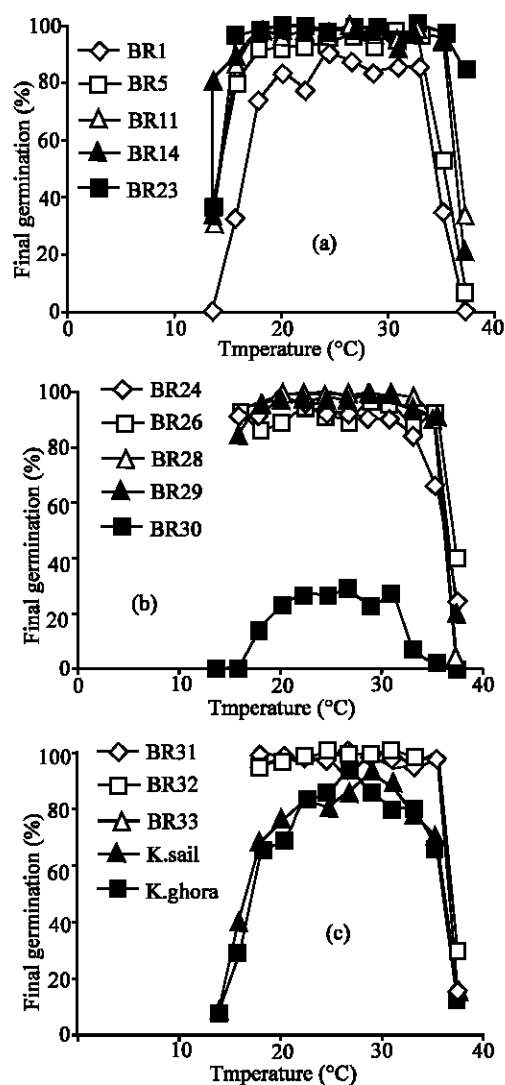 100
80
60
40
20
0
Final germination (%)
BR1
BR5
BR11
BR14
BR23
(a)
0 10 20 30 40
Tmperature (°C)
100
80
60
40
20
0
Final germination (%)
BR24
BR26
BR28
BR29
BR30
(b)
0 10 20 30 40
Tmperature (°C)
100
80
60
40
20
0
Final germination (%)
BR31
BR32
BR33
K.sail
K.ghora
(c)
0 10 20 30 40
Tmperature (°C)